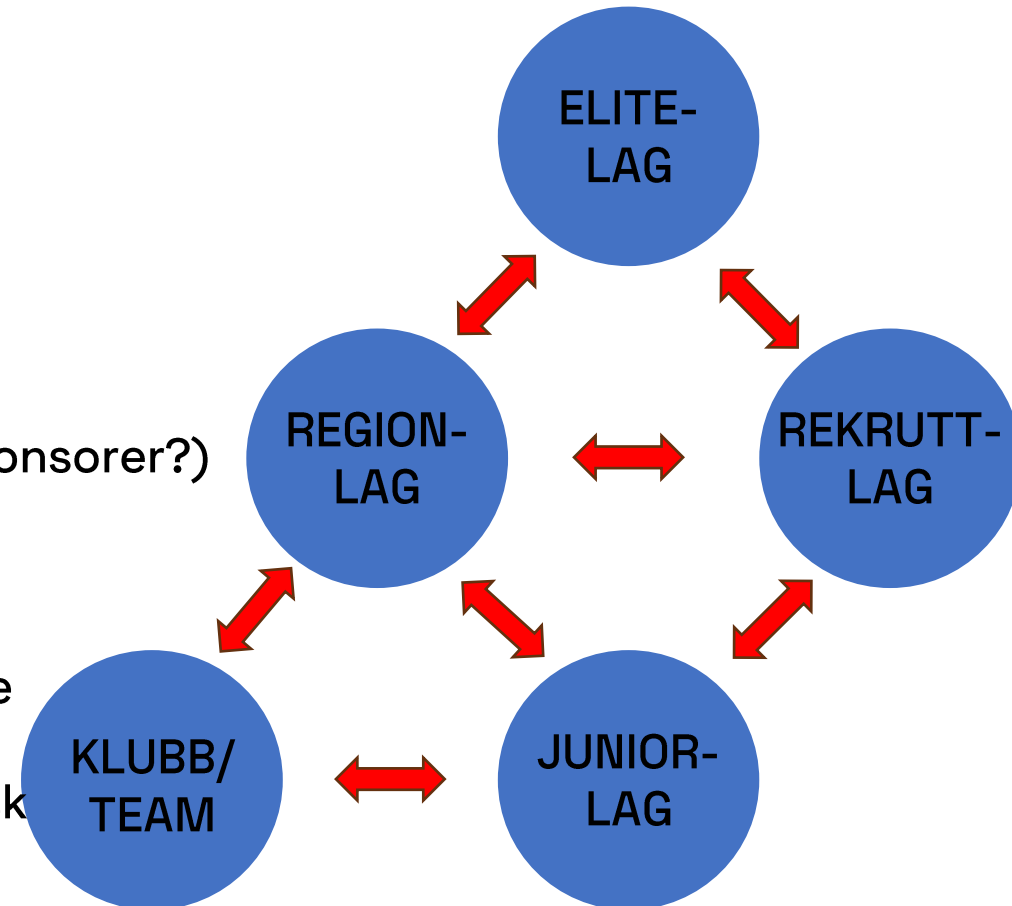 ELITE-
LAG
REGION-
LAG
REKRUTT-
LAG
onsorer?)
e
k
KLUBB/
TEAM
JUNIOR-
LAG